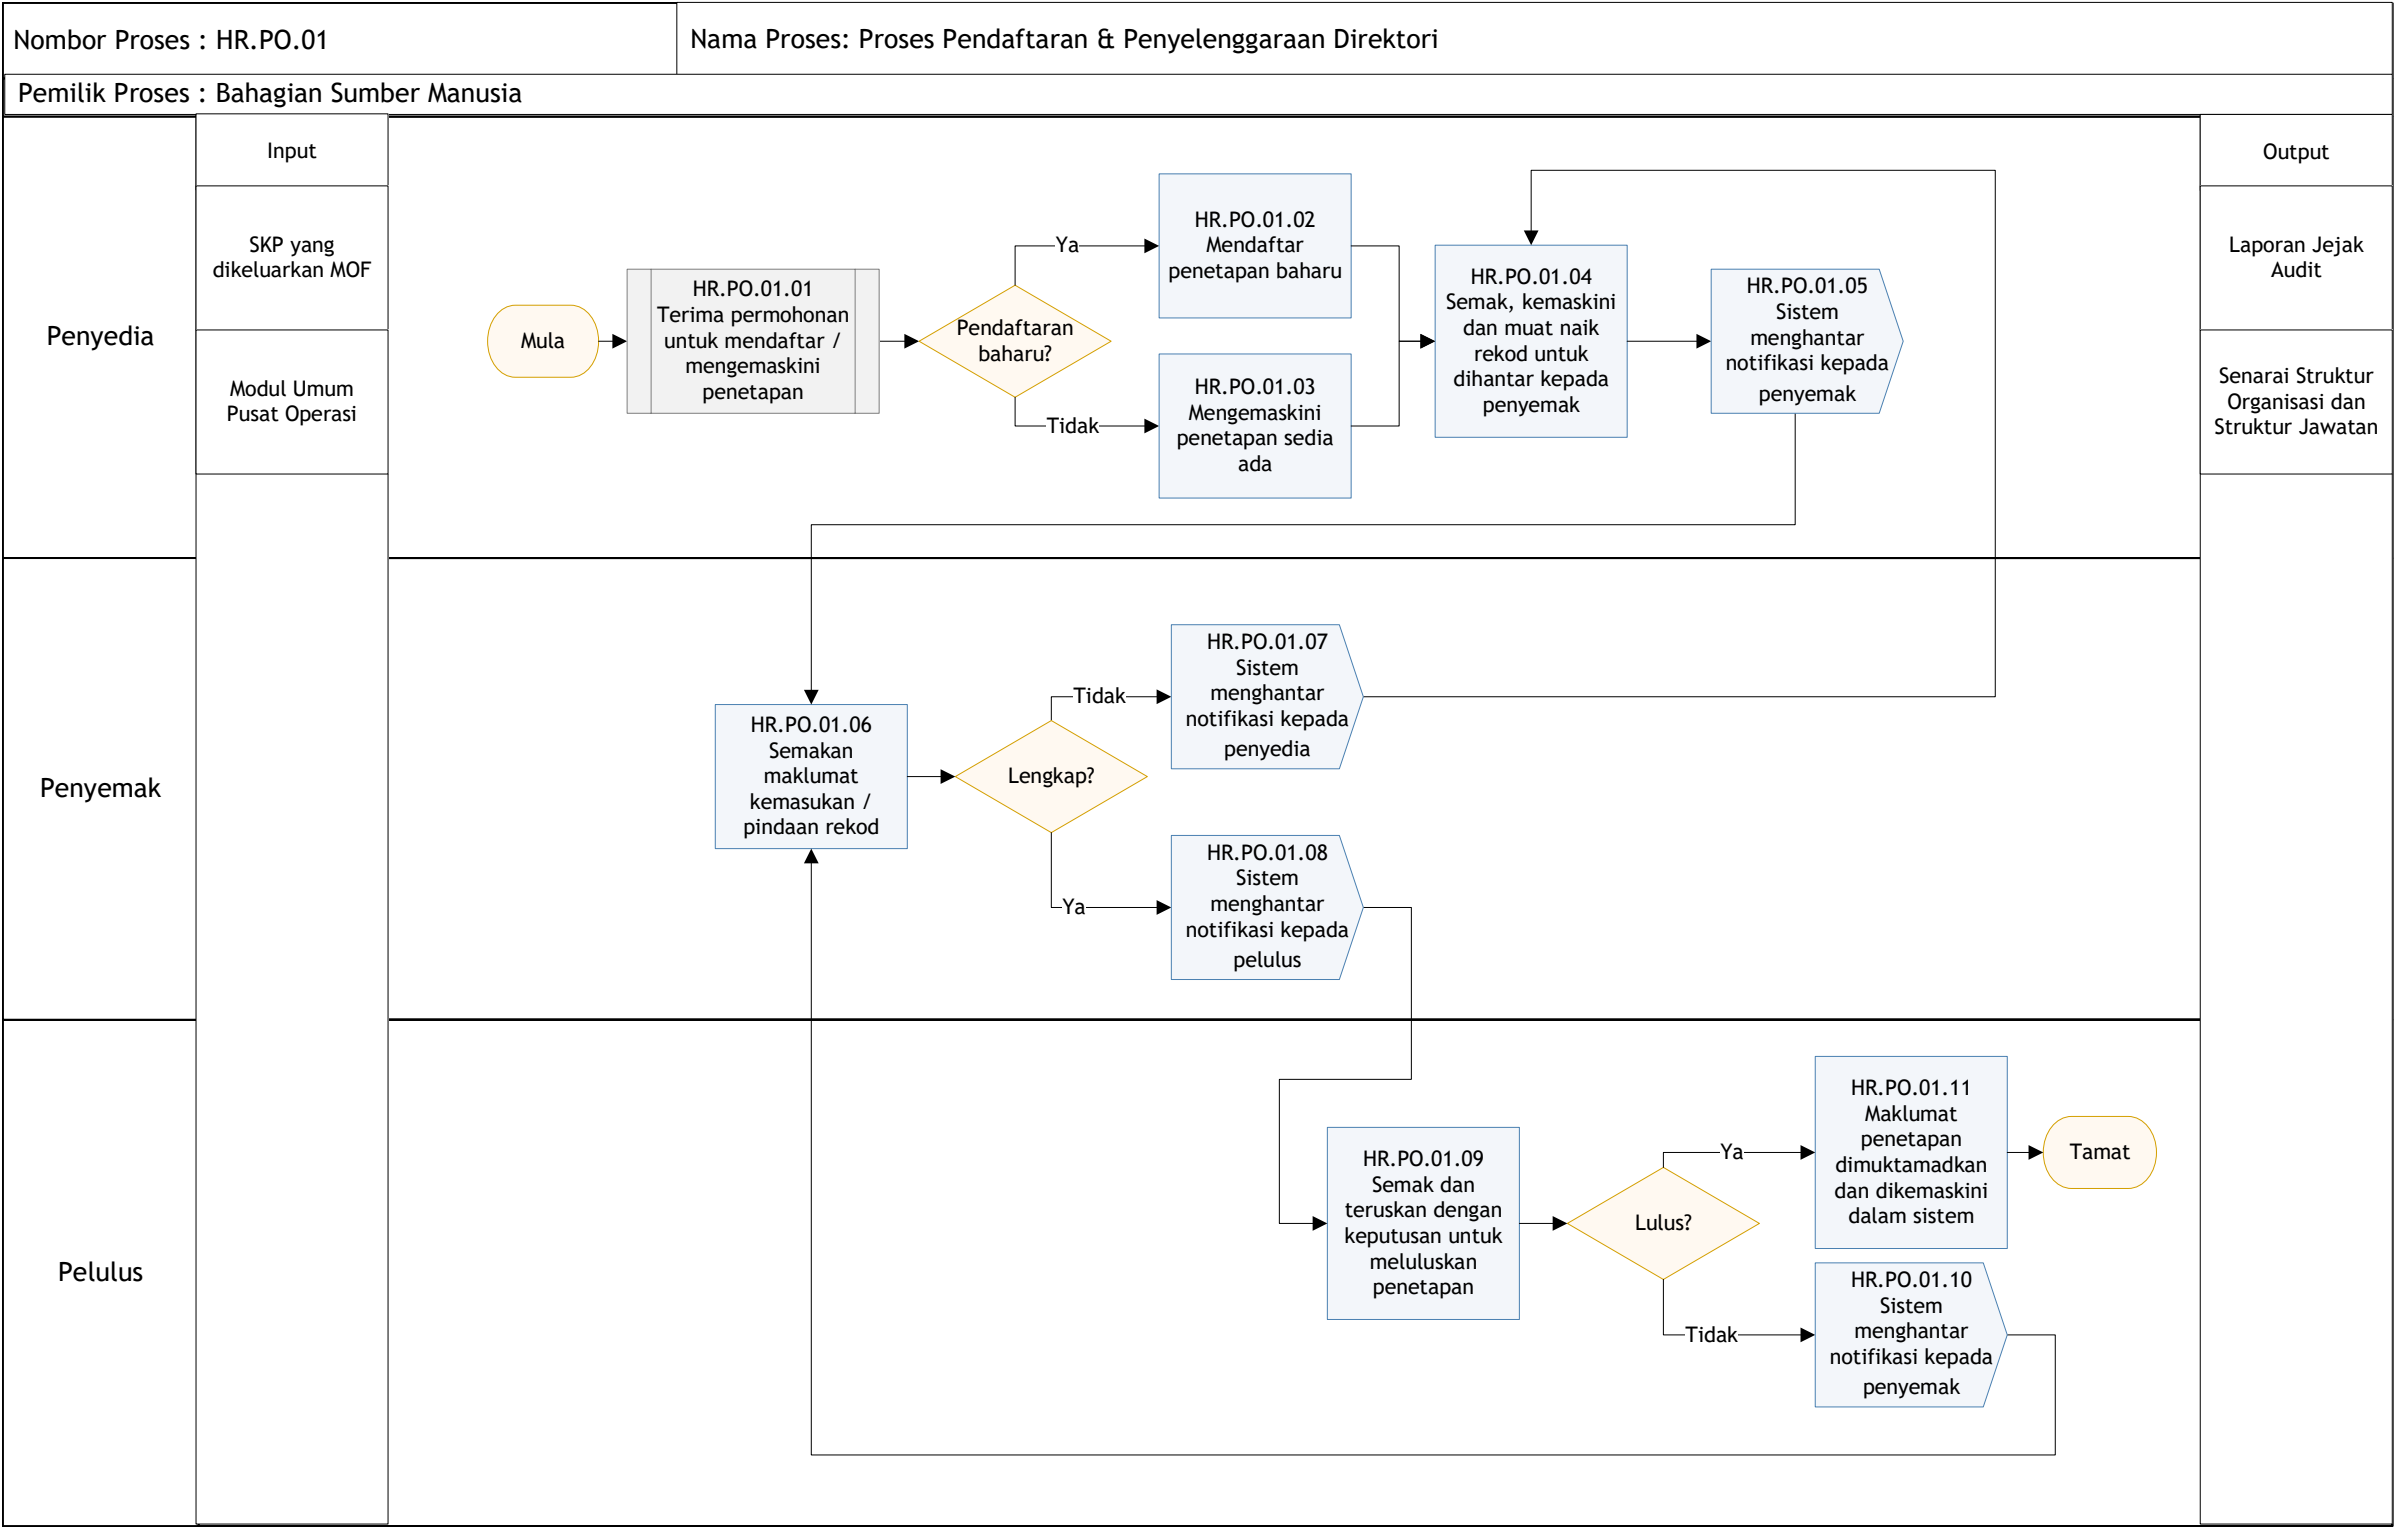 Nombor Proses : HR.PO.01
Nama Proses: Proses Pendaftaran & Penyelenggaraan Direktori
Pemilik Proses : Bahagian Sumber Manusia
Penyedia
Input
SKP yang
dikeluarkan MOF
Modul Umum
Pusat Operasi
Mula
HR.PO.01.01
Terima permohonan
untuk mendaftar /
mengemaskini
penetapan
Pendaftaran
baharu?
Ya
Tidak
HR.PO.01.02
Mendaftar
penetapan baharu
HR.PO.01.03
Mengemaskini
penetapan sedia
ada
HR.PO.01.04
Semak, kemaskini
dan muat naik
rekod untuk
dihantar kepada
penyemak
HR.PO.01.05
Sistem
menghantar
notifikasi kepada
penyemak
Output
Laporan Jejak
Audit
Senarai Struktur
Organisasi dan
Struktur Jawatan
Penyemak
HR.PO.01.06
Semakan
maklumat
kemasukan /
pindaan rekod
Lengkap?
Tidak
Ya
HR.PO.01.07
Sistem
menghantar
notifikasi kepada
penyedia
HR.PO.01.08
Sistem
menghantar
notifikasi kepada
pelulus
Pelulus
HR.PO.01.09
Semak dan
teruskan dengan
keputusan untuk
meluluskan
penetapan
Lulus?
Ya
Tidak
HR.PO.01.11
Maklumat
penetapan
dimuktamadkan
dan dikemaskini
dalam sistem
Tamat
HR.PO.01.10
Sistem
menghantar
notifikasi kepada
penyemak